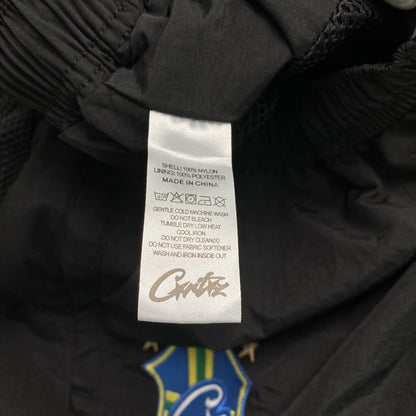 SHELL: 100% NYLON
LINING: 100% POLYESTER
MADE IN CHINA
GENTLE COLD MACHINE WASH
DO NOT BLEACH
TUMBLE DRY LOW HEAT
COOL IRON
DO NOT DRY CLEAN(X)
DO NOT USE FABRIC SOFTENER
WASH AND IRON INSIDE OUT